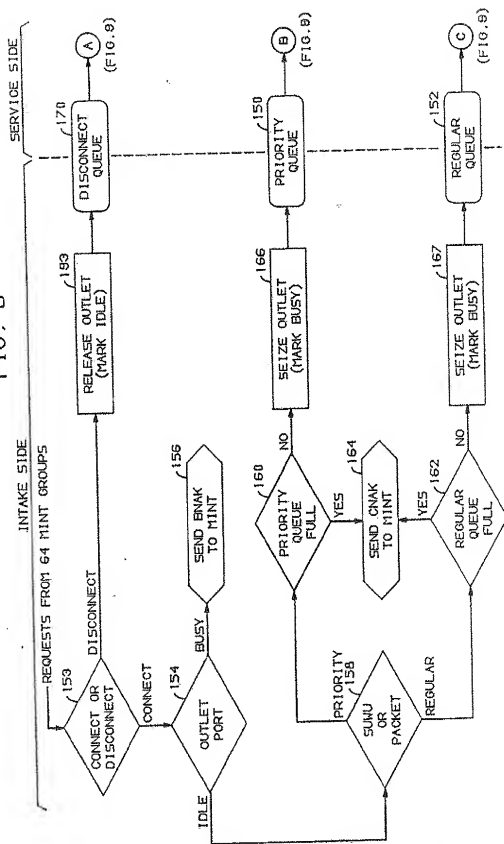 FIG.
INTAKE SIDE
SERVICE SIDE
REQUESTS FROM 64 MINT GROUPS
153
CONNECT OR
DISCONNECT
DISCONNECT
193
RELEASE OUTLET
(MARK IDLE)
170
DISCONNECT
QUEUE
A
(FIG.9)
CONNECT
154
OUTLET
PORT
BUSY
156
SEND BNAK
TO MINT
IDLE
158
SUWU
OR
PACKET
PRIORITY
REGULAR
160
PRIORITY
QUEUE
FULL
NO
YES
166
SEIZE OUTLET
(MARK BUSY)
150
PRIORITY
QUEUE
B
(FIG.9)
164
SEND CNAK
TO MINT
162
REGULAR
QUEUE
FULL
YES
NO
167
SEIZE OUTLET
(MARK BUSY)
152
REGULAR
QUEUE
C
(FIG.9)